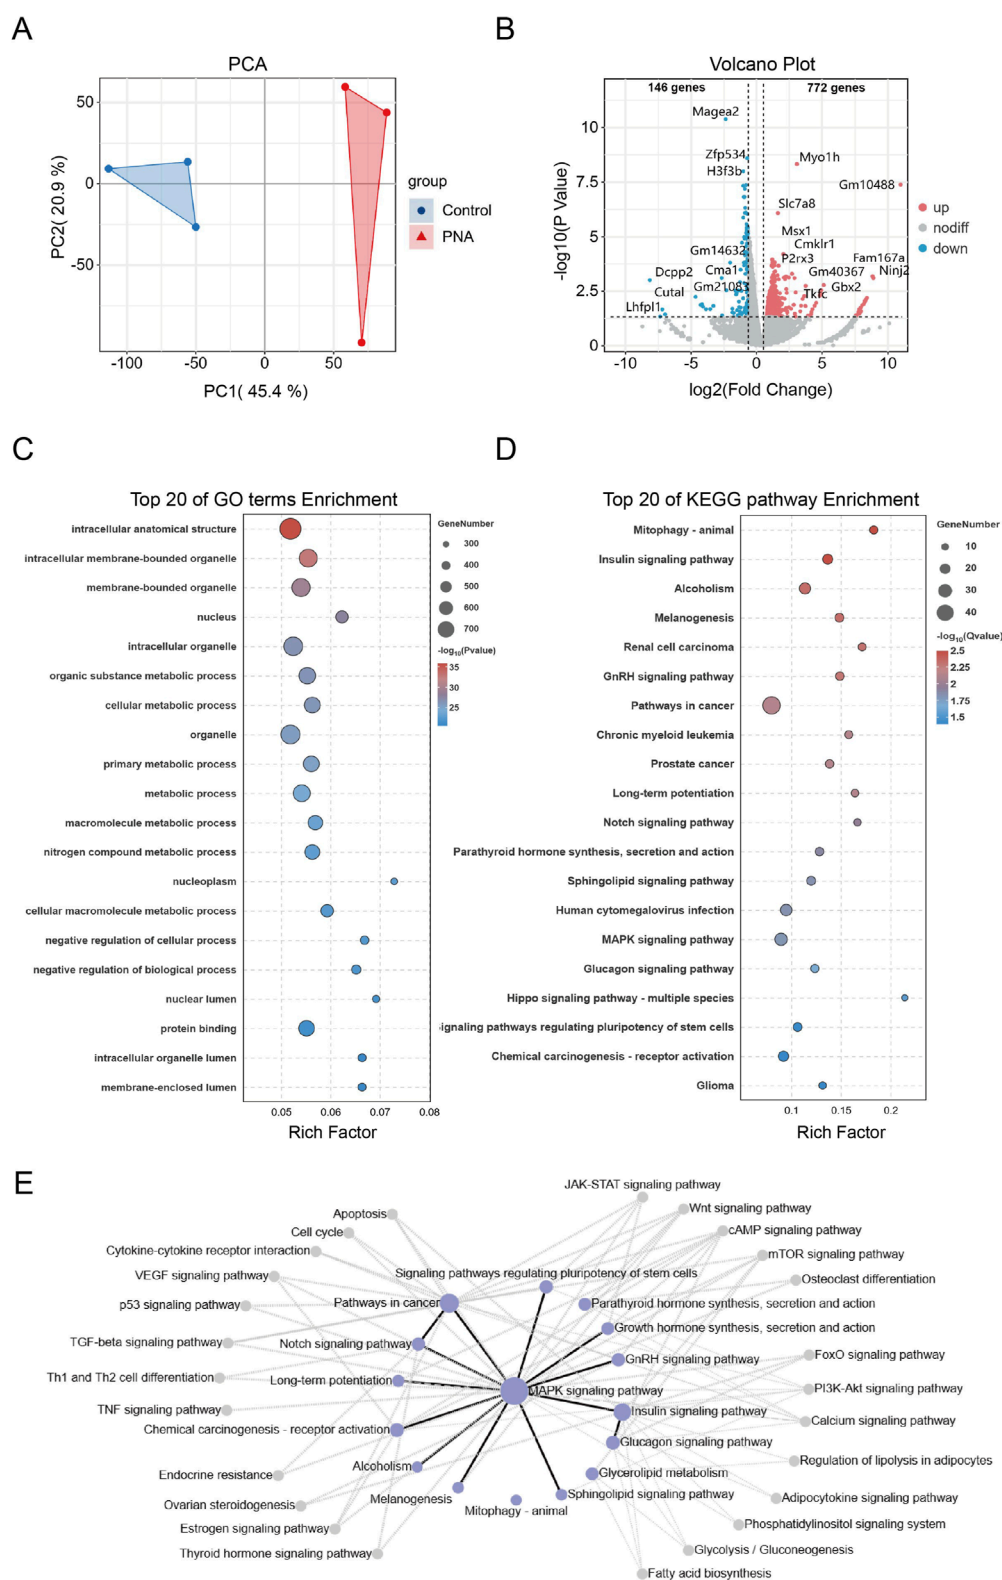 A
PCA
50
0
-50
-100
-50
0
50
PC2( 20.9 %)
PC1( 45.4 %)
group
Control
PNA
B
Volcano Plot
146 genes
772 genes
Magea2
Zfp534
H3f3b
Myo1h
Gm10488
Slc7a8
Msx1
Cmklr1
Gm14632
P2rx3
Fam167a
Dcpp2
Cma1
Gm40367
Ninj2
Cutal
Gm21083
Gbx2
Tkfc
Lhfpl1
10
7.5
5
2.5
0
-10
-5
0
5
10
-log10(P Value)
log2(Fold Change)
up
nodiff
down
C
Top 20 of GO terms Enrichment
intracellular anatomical structure
intracellular membrane-bounded organelle
membrane-bounded organelle
nucleus
intracellular organelle
organic substance metabolic process
cellular metabolic process
organelle
primary metabolic process
metabolic process
macromolecule metabolic process
nitrogen compound metabolic process
nucleoplasm
cellular macromolecule metabolic process
negative regulation of cellular process
negative regulation of biological process
nuclear lumen
protein binding
intracellular organelle lumen
membrane-enclosed lumen
0.05
0.06
0.07
0.08
Rich Factor
GeneNumber
300
400
500
600
700
-log10(Pvalue)
35
30
25
D
Top 20 of KEGG pathway Enrichment
Mitophagy - animal
Insulin signaling pathway
Alcoholism
Melanogenesis
Renal cell carcinoma
GnRH signaling pathway
Pathways in cancer
Chronic myeloid leukemia
Prostate cancer
Long-term potentiation
Notch signaling pathway
Parathyroid hormone synthesis, secretion and action
Sphingolipid signaling pathway
Human cytomegalovirus infection
MAPK signaling pathway
Glucagon signaling pathway
Hippo signaling pathway - multiple species
ignaling pathways regulating pluripotency of stem cells
Chemical carcinogenesis - receptor activation
Glioma
0.1
0.15
0.2
Rich Factor
GeneNumber
10
20
30
40
-log10(Qvalue)
2.5
2.25
2
1.75
1.5
E
JAK-STAT signaling pathway
Apoptosis
Wnt signaling pathway
Cell cycle
cAMP signaling pathway
Cytokine-cytokine receptor interaction
mTOR signaling pathway
VEGF signaling pathway
Signaling pathways regulating pluripotency of stem cells
Osteoclast differentiation
p53 signaling pathway
Pathways in cancer
Parathyroid hormone synthesis, secretion and action
TGF-beta signaling pathway
Notch signaling pathway
Growth hormone synthesis, secretion and action
GnRH signaling pathway
FoxO signaling pathway
Th1 and Th2 cell differentiation
Long-term potentiation
MAPK signaling pathway
PI3K-Akt signaling pathway
TNF signaling pathway
Insulin signaling pathway
Calcium signaling pathway
Chemical carcinogenesis - receptor activation
Glucagon signaling pathway
Regulation of lipolysis in adipocytes
Endocrine resistance
Alcoholism
Glycerolipid metabolism
Ovarian steroidogenesis
Melanogenesis
Mitophagy - animal
Sphingolipid signaling pathway
Adipocytokine signaling pathway
Estrogen signaling pathway
Phosphatidylinositol signaling system
Thyroid hormone signaling pathway
Glycolysis / Gluconeogenesis
Fatty acid biosynthesis